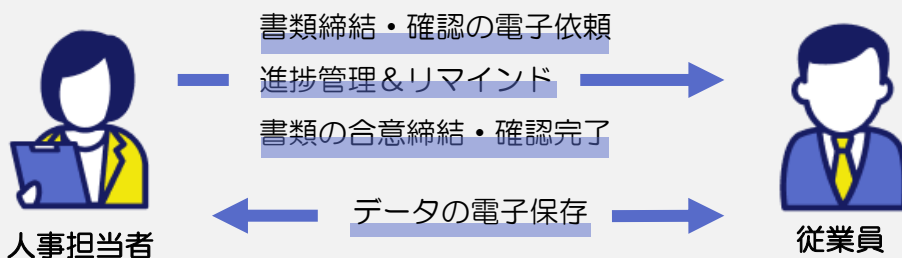 書類締結・確認の電子依頼
進捗管理＆リマインド
書類の合意締結・確認完了
データの電子保存
人事担当者
従業員